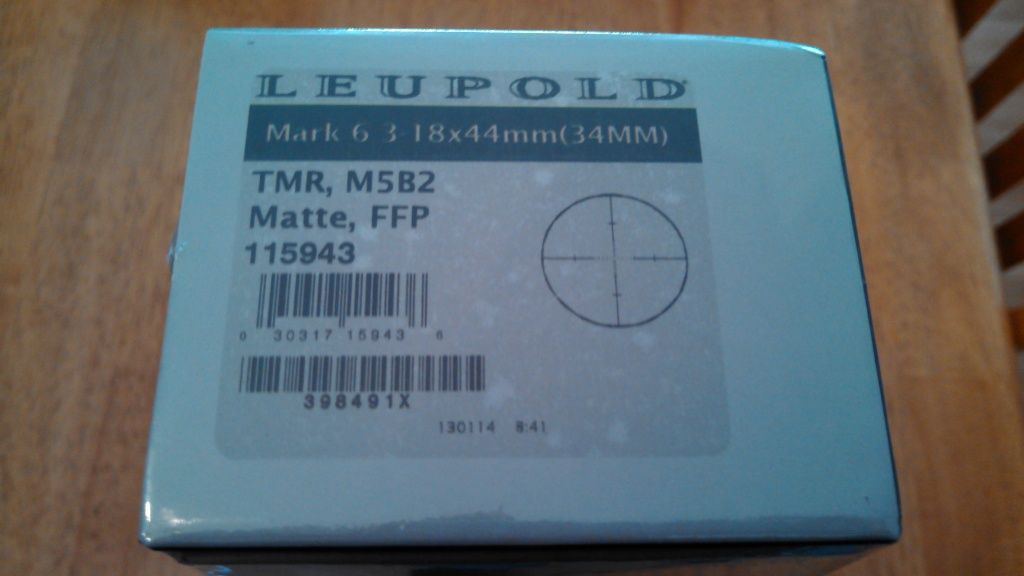 LEUPOLD
Mark 6 3-18x44mm(34MM)
TMR, M5B2
Matte, FFP
115943
0 30317 15943 6
398491X
130114 8:41